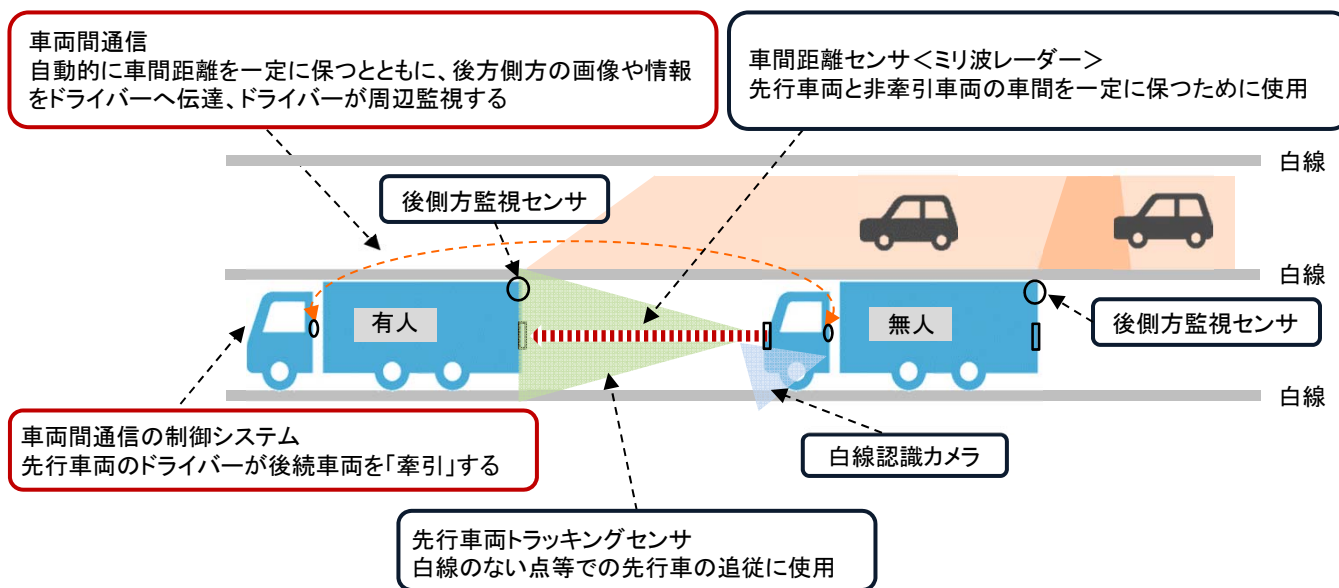 車両間通信
自動的に車間距離を一定に保つとともに、後方側方の画像や情報
をドライバーへ伝達、ドライバーが周辺監視する
車間距離センサ＜ミリ波レーダー＞
先行車両と非牽引車両の車間を一定に保つために使用
白線
後側方監視センサ
白線
有人
無人
後側方監視センサ
白線
車両間通信の制御システム
先行車両のドライバーが後続車両を「牽引」する
白線認識カメラ
先行車両トラッキングセンサ
白線のない点等での先行車の追従に使用